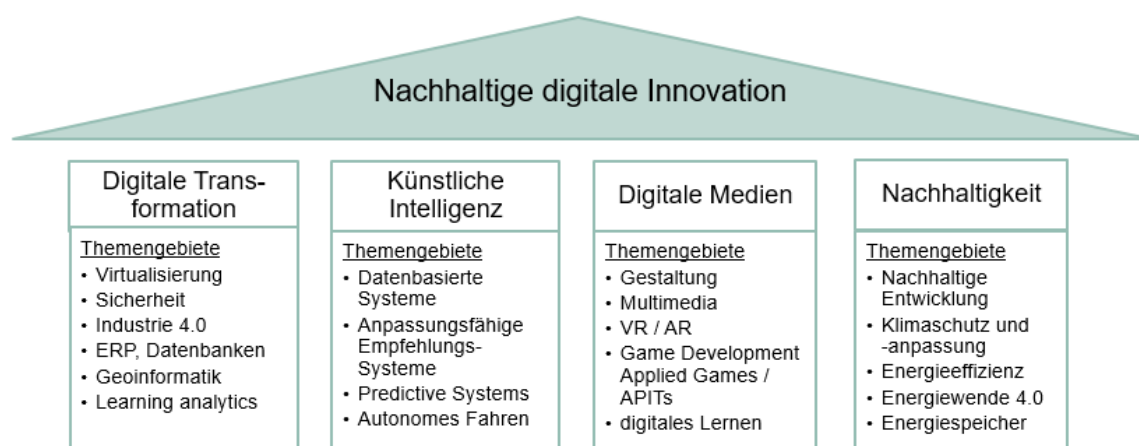 Nachhaltige digitale Innovation
Digitale Trans-
formation
Themengebiete
• Virtualisierung
• Sicherheit
• Industrie 4.0
• ERP, Datenbanken
• Geoinformatik
• Learning analytics
Künstliche
Intelligenz
Themengebiete
• Datenbasierte
Systeme
• Anpassungsfähige
Empfehlungs-
Systeme
• Predictive Systems
• Autonomes Fahren
Digitale Medien
Themengebiete
• Gestaltung
• Multimedia
• VR / AR
• Game Development
Applied Games /
APITs
• digitales Lernen
Nachhaltigkeit
Themengebiete
• Nachhaltige
Entwicklung
• Klimaschutz und
-anpassung
• Energieeffizienz
• Energiewende 4.0
• Energiespeicher